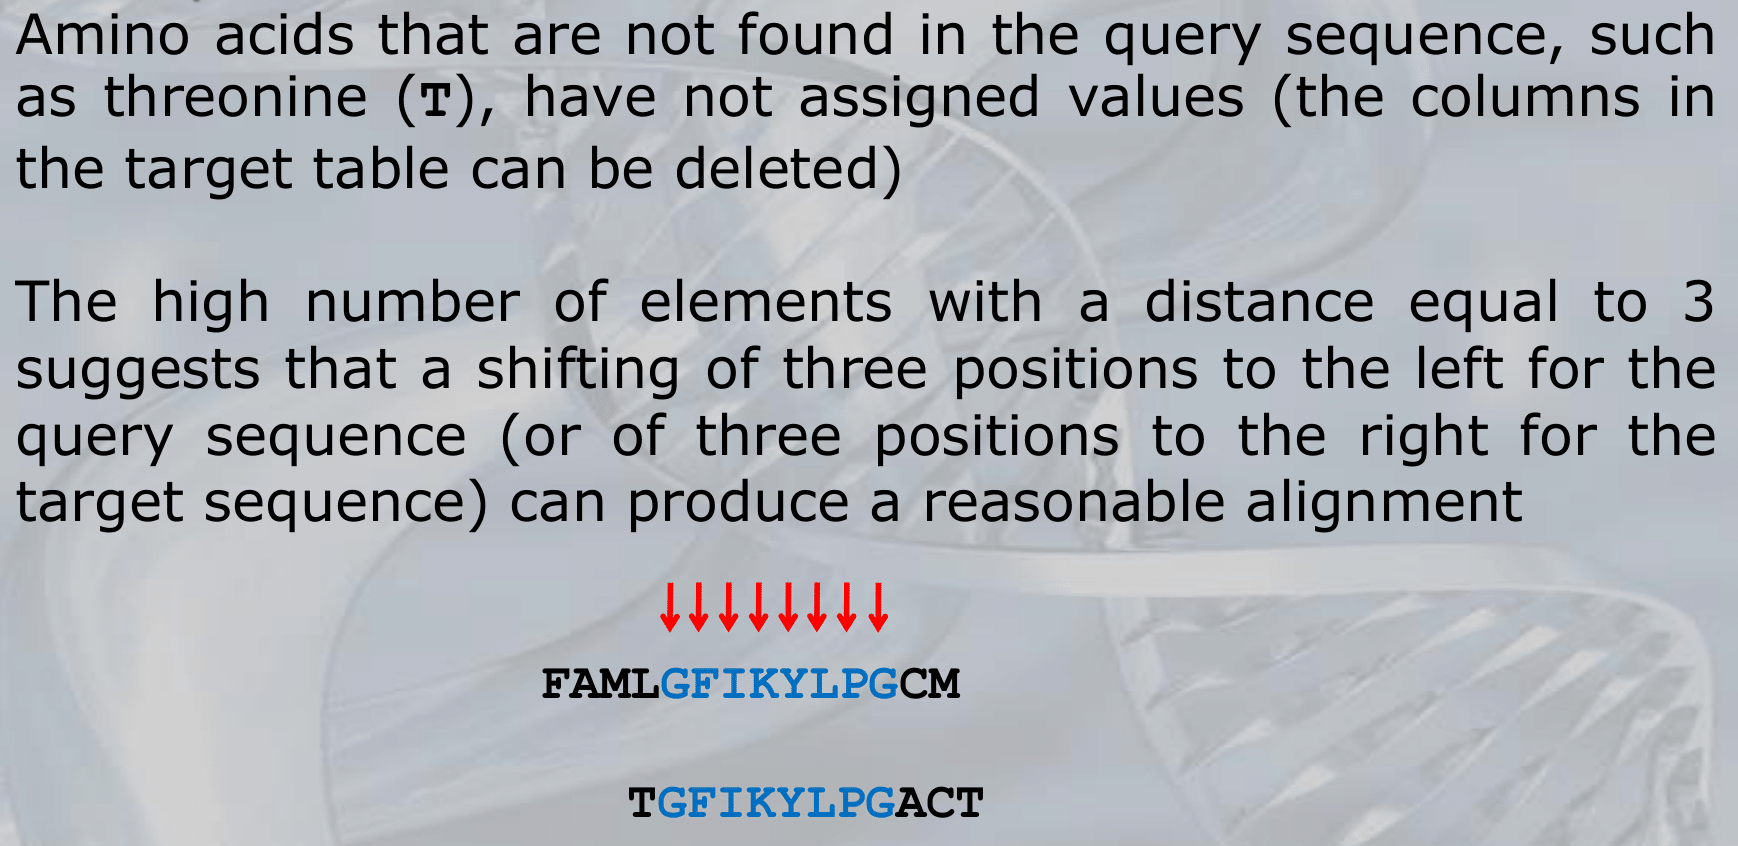 Amino acids that are not found in the query sequence, such
as threonine (T), have not assigned values (the columns in
the target table can be deleted)
The high number of elements with a distance equal to 3
suggests that a shifting of three positions to the left for the
query sequence (or of three positions to the right for the
target sequence) can produce a reasonable alignment
FAMLGFIKYLPGCM
TGFIKYLPGACT